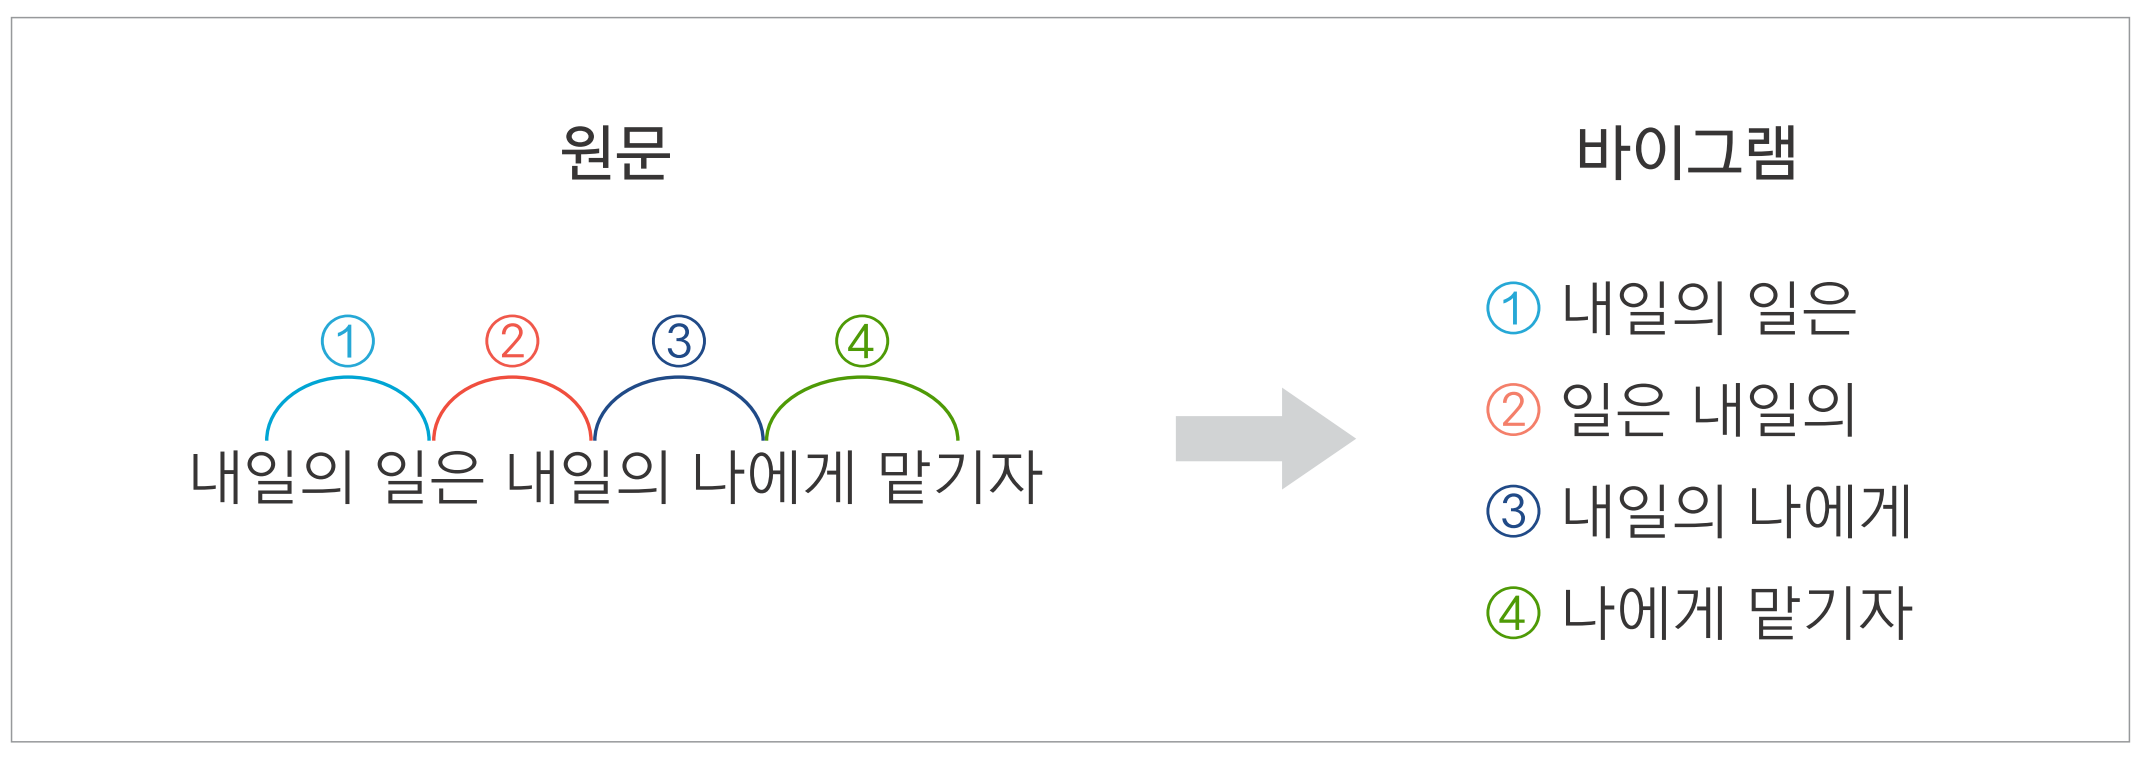 원문
① ② ③ ④
내일의 일은 내일의 나에게 맡기자
바이그램
① 내일의 일은
② 일은 내일의
③ 내일의 나에게
④ 나에게 맡기자